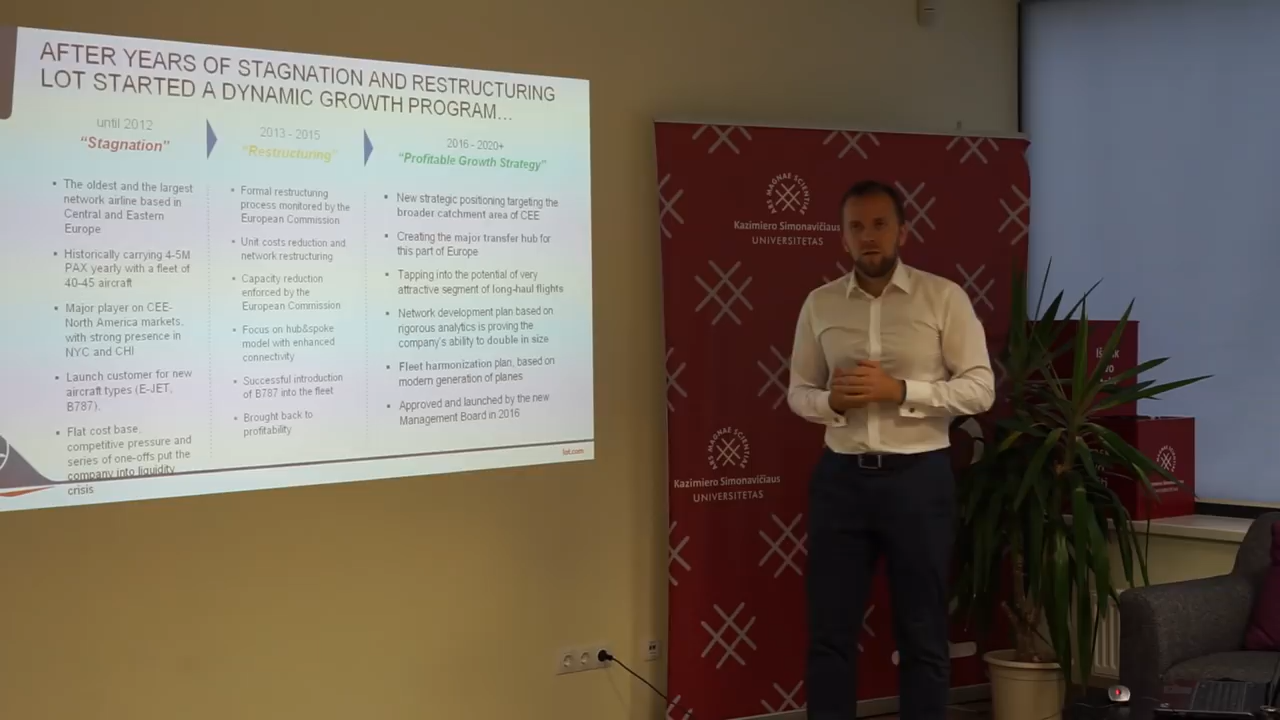 AFTER YEARS OF STAGNATION AND RESTRUCTURING
LOT STARTED A DYNAMIC GROWTH PROGRAM...
until 2012
"Stagnation"
▪ The oldest and the largest
network airline based in
Central and Eastern
Europe
▪ Historically carrying 4-5M
PAX yearly with a fleet of
40-45 aircraft
▪ Major player on CEE-
North America markets,
with strong presence in
NYC and CHI
▪ Launch customer for new
aircraft types (E-JET,
B787),
▪ Flat cost base,
competitive pressure and
series of one-offs put the
company into liquidity
crisis
2013 - 2015
"Restructuring"
▪ Formal restructuring
process monitored by the
European Commission
▪ Unit costs reduction and
network restructuring
▪ Capacity reduction
enforced by the
European Commission
▪ Focus on hub&spoke
model with enhanced
connectivity
▪ Successful introduction
of B787 into the fleet
▪ Brought back to
profitability
2016 - 2020+
"Profitable Growth Strategy"
▪ New strategic positioning targeting the
broader catchment area of CEE
▪ Creating the major transfer hub for
this part of Europe
▪ Tapping into the potential of very
attractive segment of long-haul flights
▪ Network development plan based on
rigorous analytics is proving the
company's ability to double in size
▪ Fleet harmonization plan, based on
modern generation of planes
▪ Approved and launched by the new
Management Board in 2016
lot.com
ARS MAGNAE SCIENTIAE
Kazimiero Simonavičiaus
UNIVERSITETAS
ARS MAGNAE SCIENTIAE
Kazimiero Simonavičiaus
UNIVERSITETAS